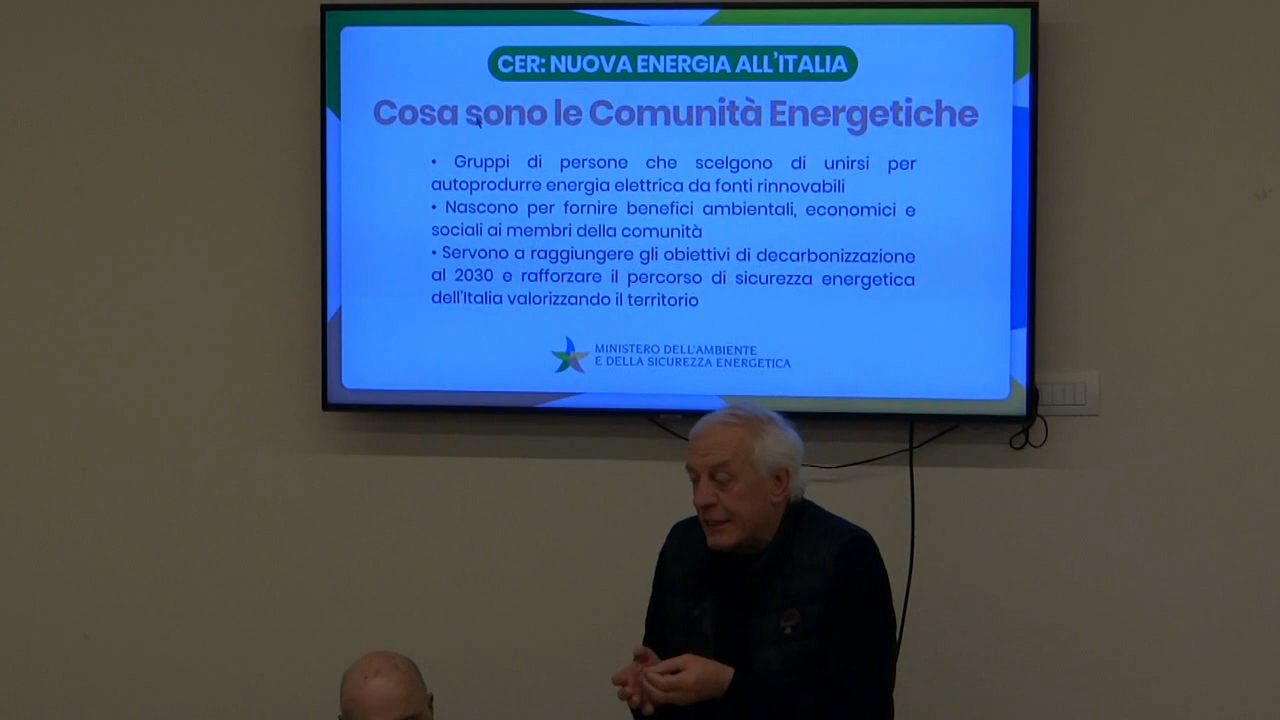 CER: NUOVA ENERGIA ALL'ITALIA
Cosa sono le Comunità Energetiche
• Gruppi di persone che scelgono di unirsi per
autoprodurre energia elettrica da fonti rinnovabili
• Nascono per fornire benefici ambientali, economici e
sociali ai membri della comunità
• Servono a raggiungere gli obiettivi di decarbonizzazione
al 2030 e rafforzare il percorso di sicurezza energetica
dell'Italia valorizzando il territorio
MINISTERO DELL'AMBIENTE
E DELLA SICUREZZA ENERGETICA